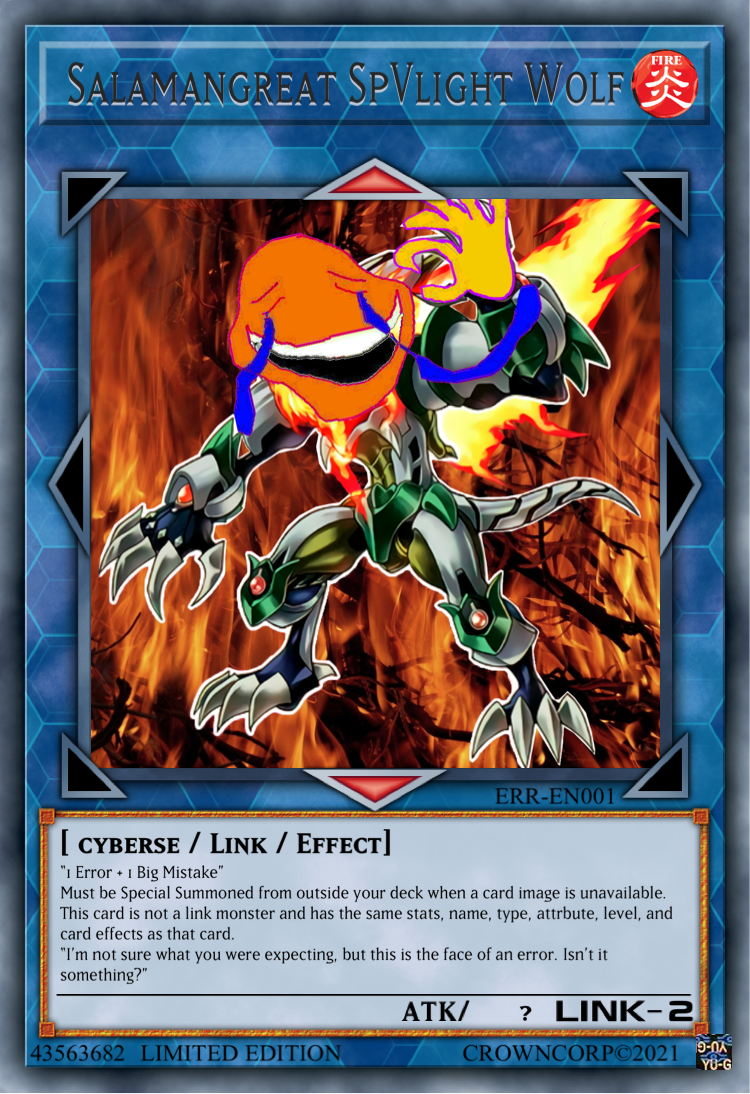 Salamangreat SpVlight Wolf
FIRE
炎
ERR-EN001
[ cyberse / Link / Effect]
"1 Error + 1 Big Mistake"
Must be Special Summoned from outside your deck when a card image is unavailable.
This card is not a link monster and has the same stats, name, type, attrbute, level, and
card effects as that card.
"I'm not sure what you were expecting, but this is the face of an error. Isn't it
something?"
ATK/ ? LINK-2
43563682 LIMITED EDITION CROWNCORP©2021
YU-G
YU-G